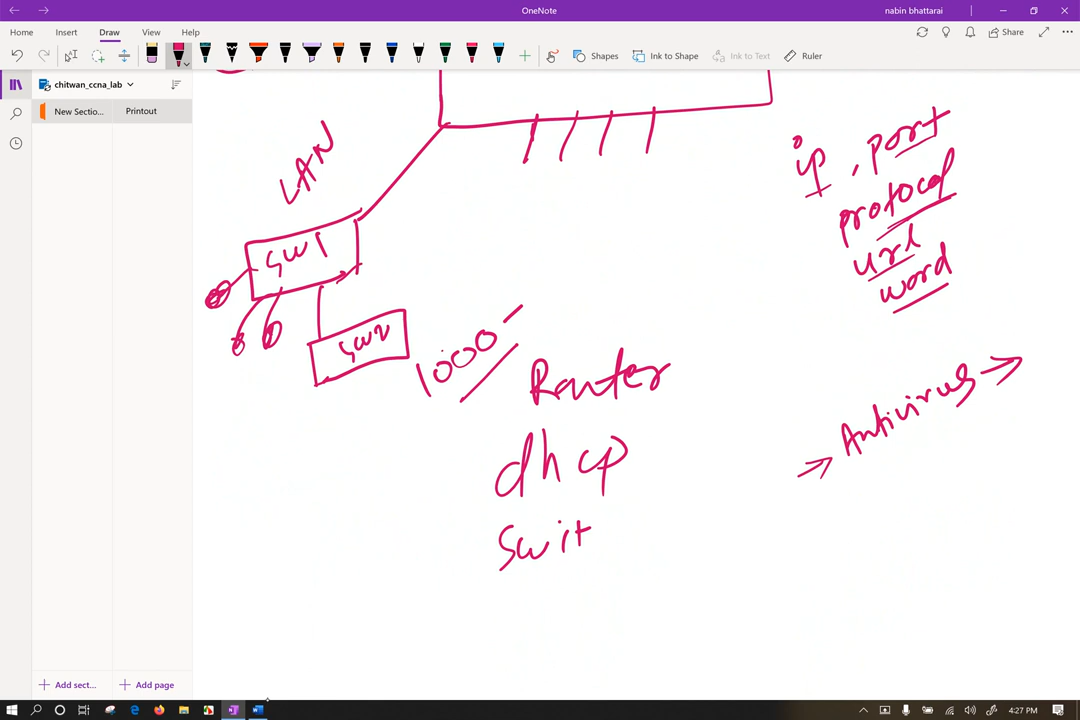 OneNote
nabin bhattarai
Home Insert Draw View Help
Share
Shapes
Ink to Shape
Ink to Text
Ruler
chitwan_ccna_lab
New Sectio...
Printout
LAN
SW1
SW2
1000
Router
dhcp
swit
ip, port
protocol
url
word
Antivirus
Add sect...
Add page
4:27 PM